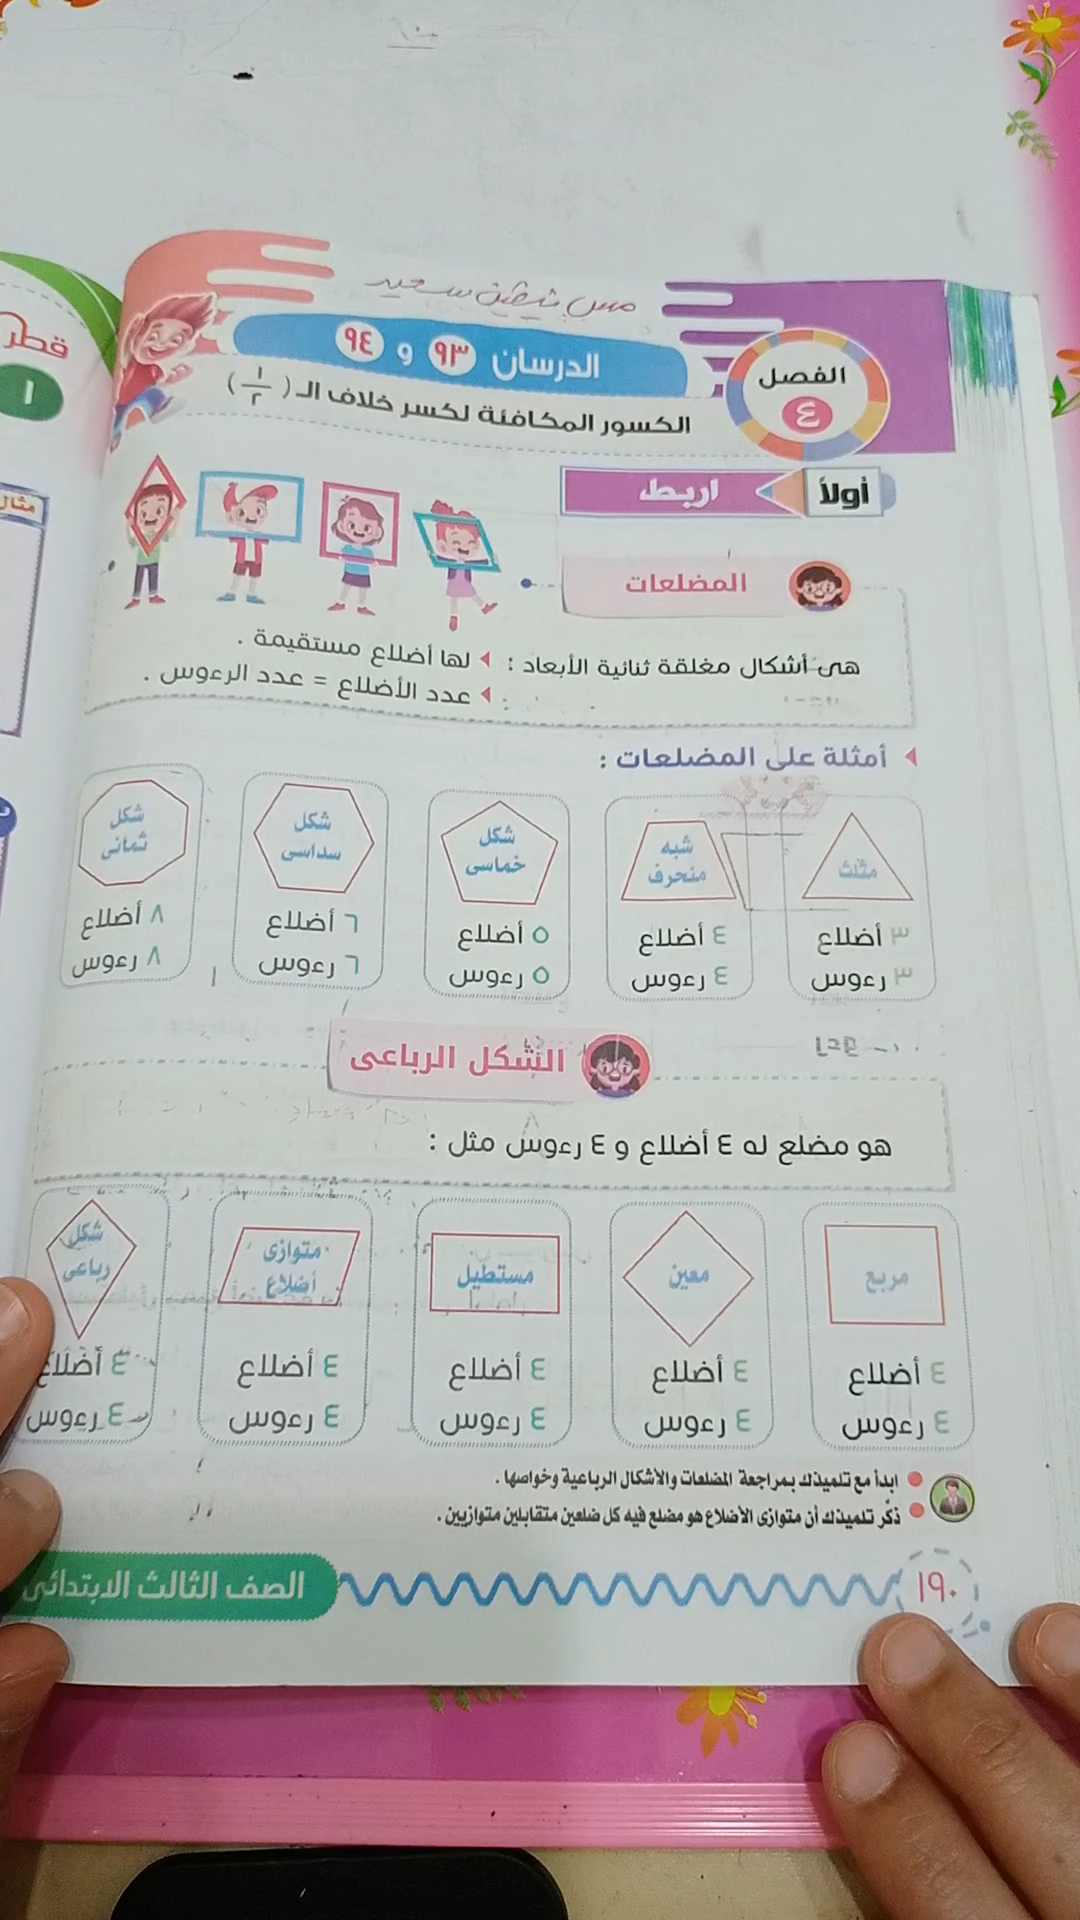 مس شيطيق سعيد
الفصل
٤
الدرسان ٩٣ و ٩٤
الكسور المكافئة لكسر خلاف الـ (١/٢)
أولاً
اربط
المضلعات
هى أشكال مغلقة ثنائية الأبعاد : لها أضلاع مستقيمة .
عدد الأضلاع = عدد الرءوس .
أمثلة على المضلعات :
مثلث
٣ أضلاع
٣ رءوس
شبه منحرف
٤ أضلاع
٤ رءوس
شكل خماسى
٥ أضلاع
٥ رءوس
شكل سداسى
٦ أضلاع
٦ رءوس
شكل ثمانى
٨ أضلاع
٨ رءوس
الشكل الرباعى
هو مضلع له ٤ أضلاع و ٤ رءوس مثل :
مربع
٤ أضلاع
٤ رءوس
معين
٤ أضلاع
٤ رءوس
مستطيل
٤ أضلاع
٤ رءوس
متوازى أضلاع
٤ أضلاع
٤ رءوس
شكل رباعى
٤ أضلاع
٤ رءوس
ابدأ مع تلميذك بمراجعة المضلعات والأشكال الرباعية وخواصها .
ذكّر تلميذك أن متوازى الأضلاع هو مضلع فيه كل ضلعين متقابلين متوازيين .
١٩٠
الصف الثالث الابتدائى
قطر
١
مثال